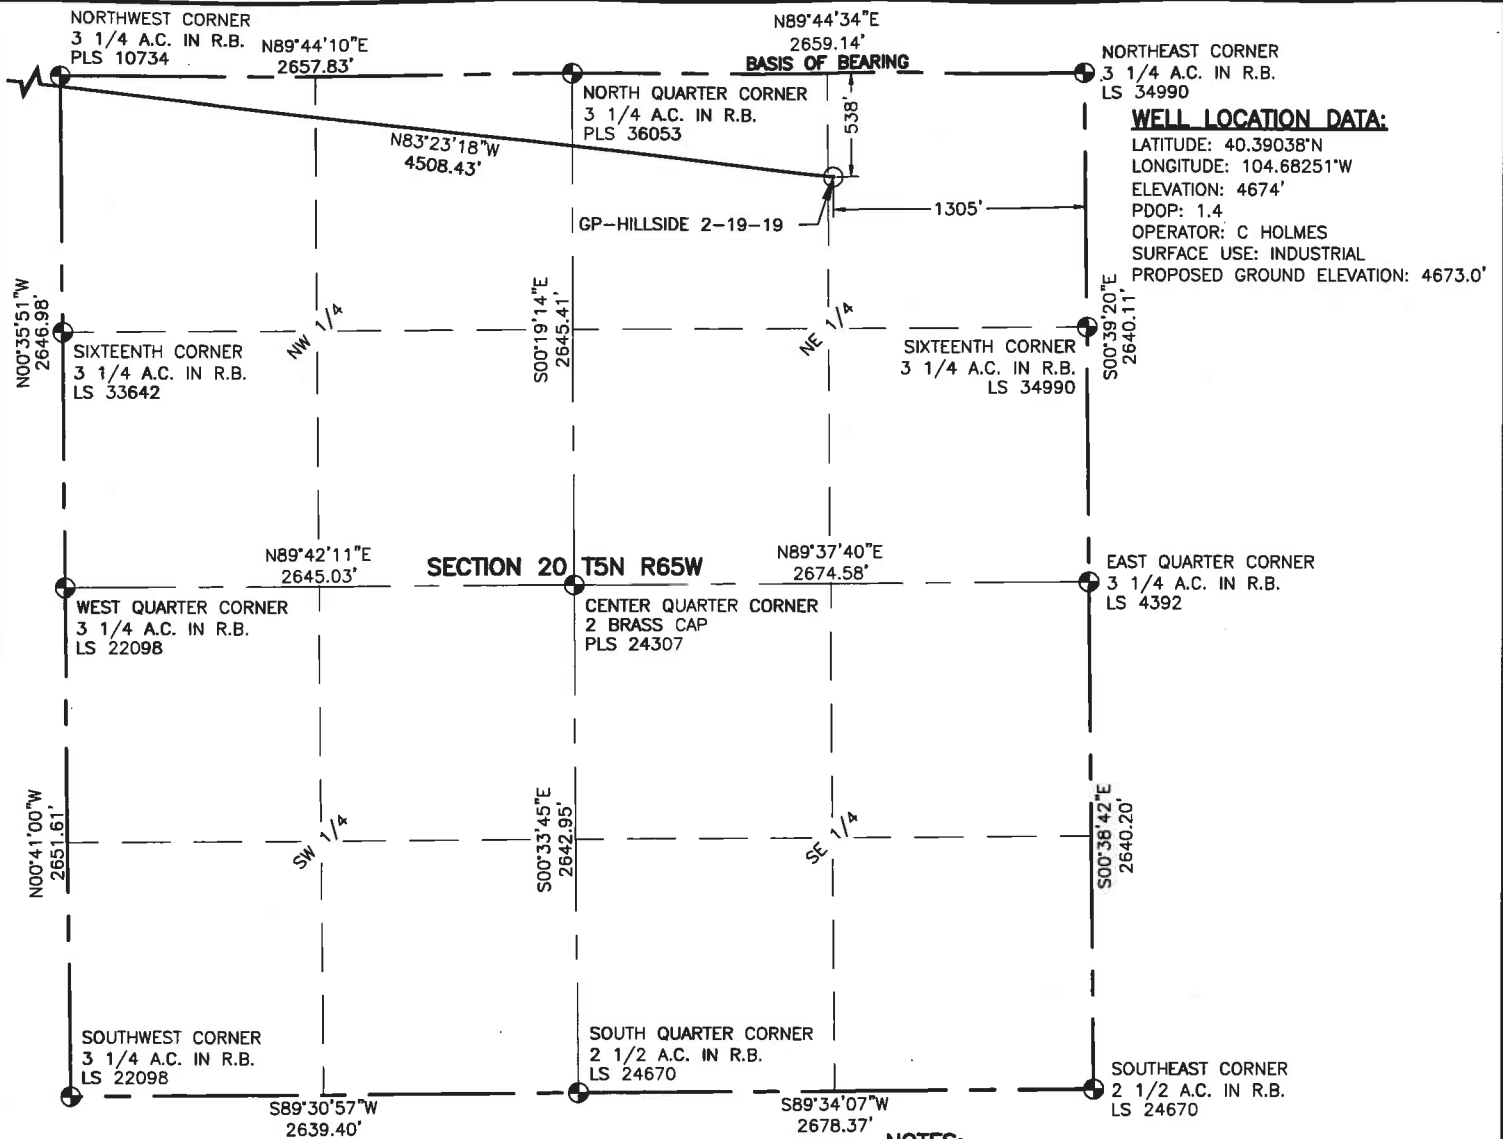 NORTHWEST CORNER
3 1/4 A.C. IN R.B.
PLS 10734
N89°44'10"E
2657.83'
N89°44'34"E
2659.14'
BASIS OF BEARING
NORTHEAST CORNER
3 1/4 A.C. IN R.B.
LS 34990
NORTH QUARTER CORNER
3 1/4 A.C. IN R.B.
PLS 36053
538'
WELL LOCATION DATA:
LATITUDE: 40.39038°N
LONGITUDE: 104.68251°W
ELEVATION: 4674'
PDOP: 1.4
OPERATOR: C HOLMES
SURFACE USE: INDUSTRIAL
PROPOSED GROUND ELEVATION: 4673.0'
N83°23'18"W
4508.43'
GP-HILLSIDE 2-19-19
1305'
N00°35'51"W
2646.98'
NW 1/4
S00°19'14"E
2645.41'
NE 1/4
S00°39'20"E
2640.11'
SIXTEENTH CORNER
3 1/4 A.C. IN R.B.
LS 33642
SIXTEENTH CORNER
3 1/4 A.C. IN R.B.
LS 34990
N89°42'11"E
2645.03'
SECTION 20 T5N R65W
N89°37'40"E
2674.58'
EAST QUARTER CORNER
3 1/4 A.C. IN R.B.
LS 4392
WEST QUARTER CORNER
3 1/4 A.C. IN R.B.
LS 22098
CENTER QUARTER CORNER
2 BRASS CAP
PLS 24307
N00°41'00"W
2651.61'
SW 1/4
S00°33'45"E
2642.95'
SE 1/4
S00°38'42"E
2640.20'
SOUTHWEST CORNER
3 1/4 A.C. IN R.B.
LS 22098
SOUTH QUARTER CORNER
2 1/2 A.C. IN R.B.
LS 24670
SOUTHEAST CORNER
2 1/2 A.C. IN R.B.
LS 24670
S89°30'57"W
2639.40'
S89°34'07"W
2678.37'
NOTES: